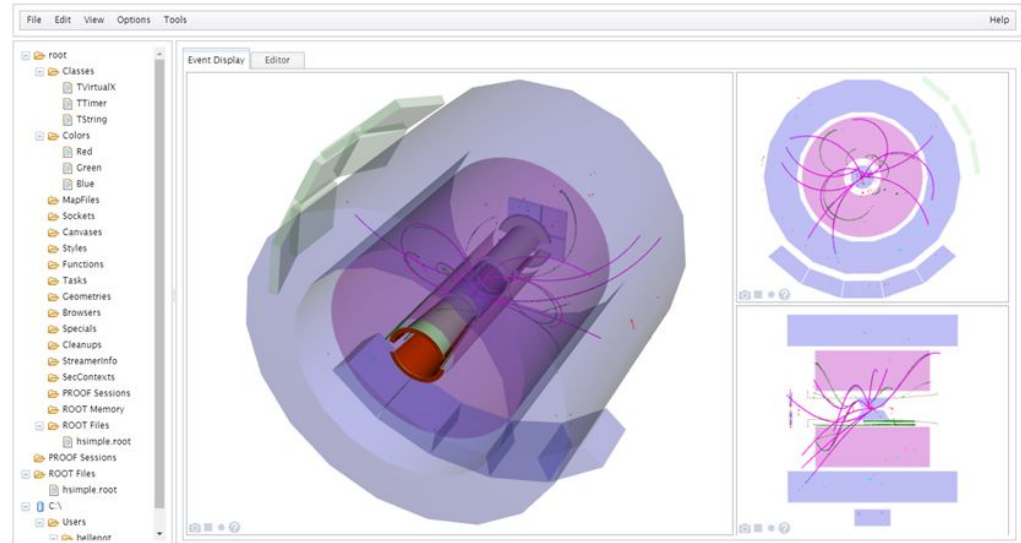 File Edit View Options Tools Help
Event Display Editor
root
Classes
TVirtualX
TTimer
TString
Colors
Red
Green
Blue
MapFiles
Sockets
Canvases
Styles
Functions
Tasks
Geometries
Browsers
Specials
Cleanups
StreamerInfo
SecContexts
PROOF Sessions
ROOT Memory
ROOT Files
hsimple.root
PROOF Sessions
ROOT Files
hsimple.root
C:\
Users
bellenot